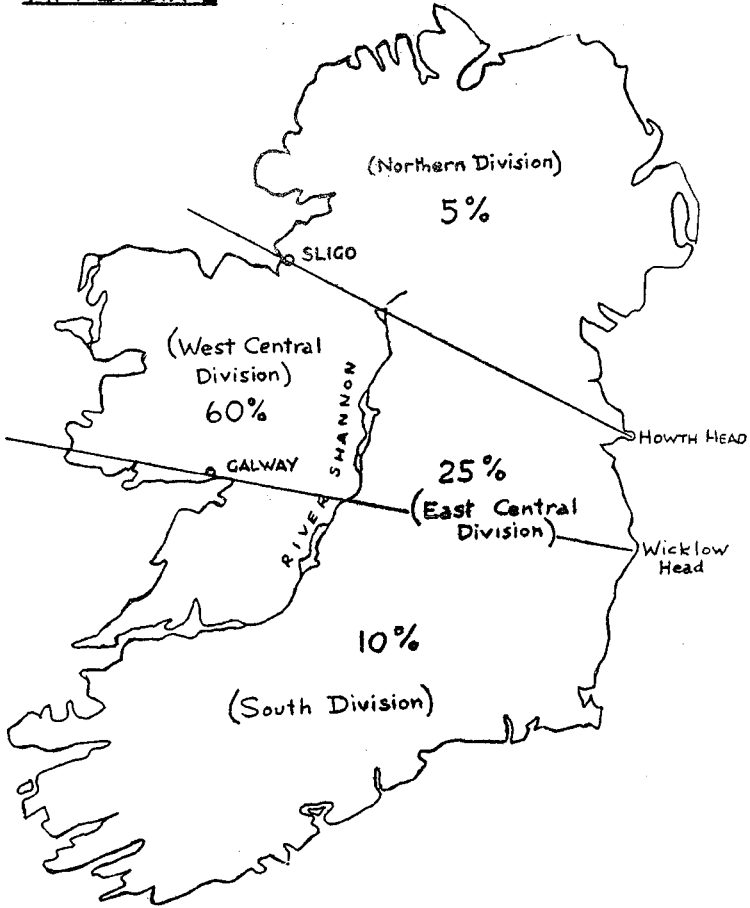 (Northern Division)
5%
SLIGO
(West Central
Division)
60%
RIVER SHANNON
HOWTH HEAD
GALWAY
25%
(East Central
Division)
Wicklow
Head
10%
(South Division)